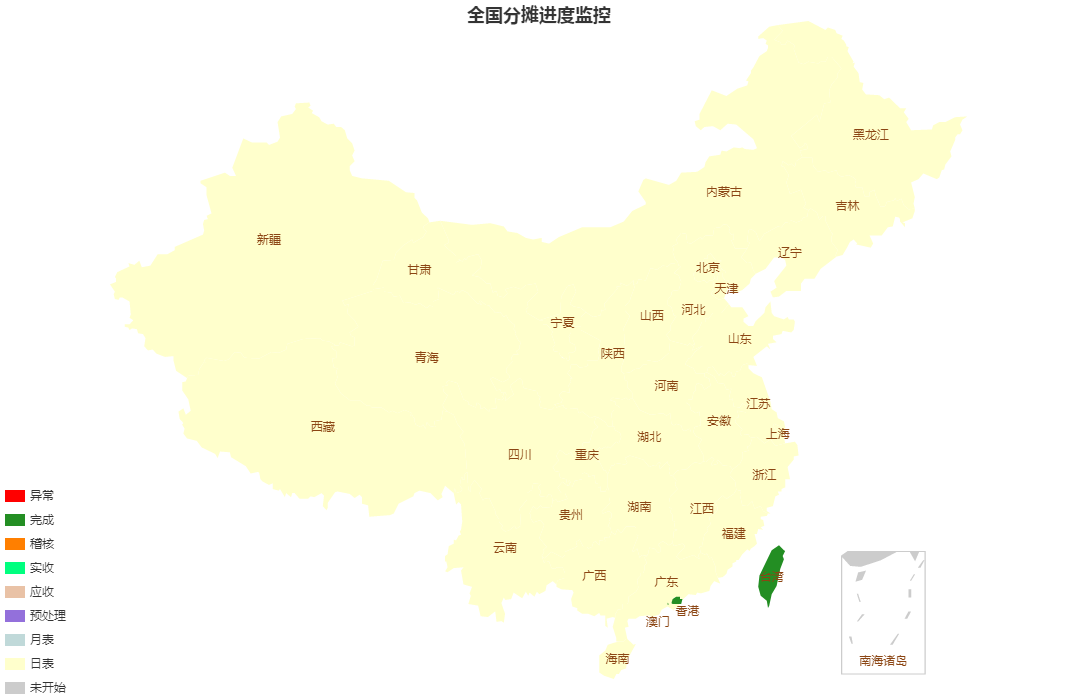 全国分摊进度监控
黑龙江
内蒙古
吉林
新疆
辽宁
北京
甘肃
天津
河北
山西
宁夏
山东
陕西
青海
河南
江苏
安徽
西藏
上海
湖北
四川
重庆
浙江
异常
湖南
江西
贵州
完成
福建
稽核
云南
实收
广西
台湾
广东
应收
香港
预处理
澳门
月表
海南
南海诸岛
日表
未开始